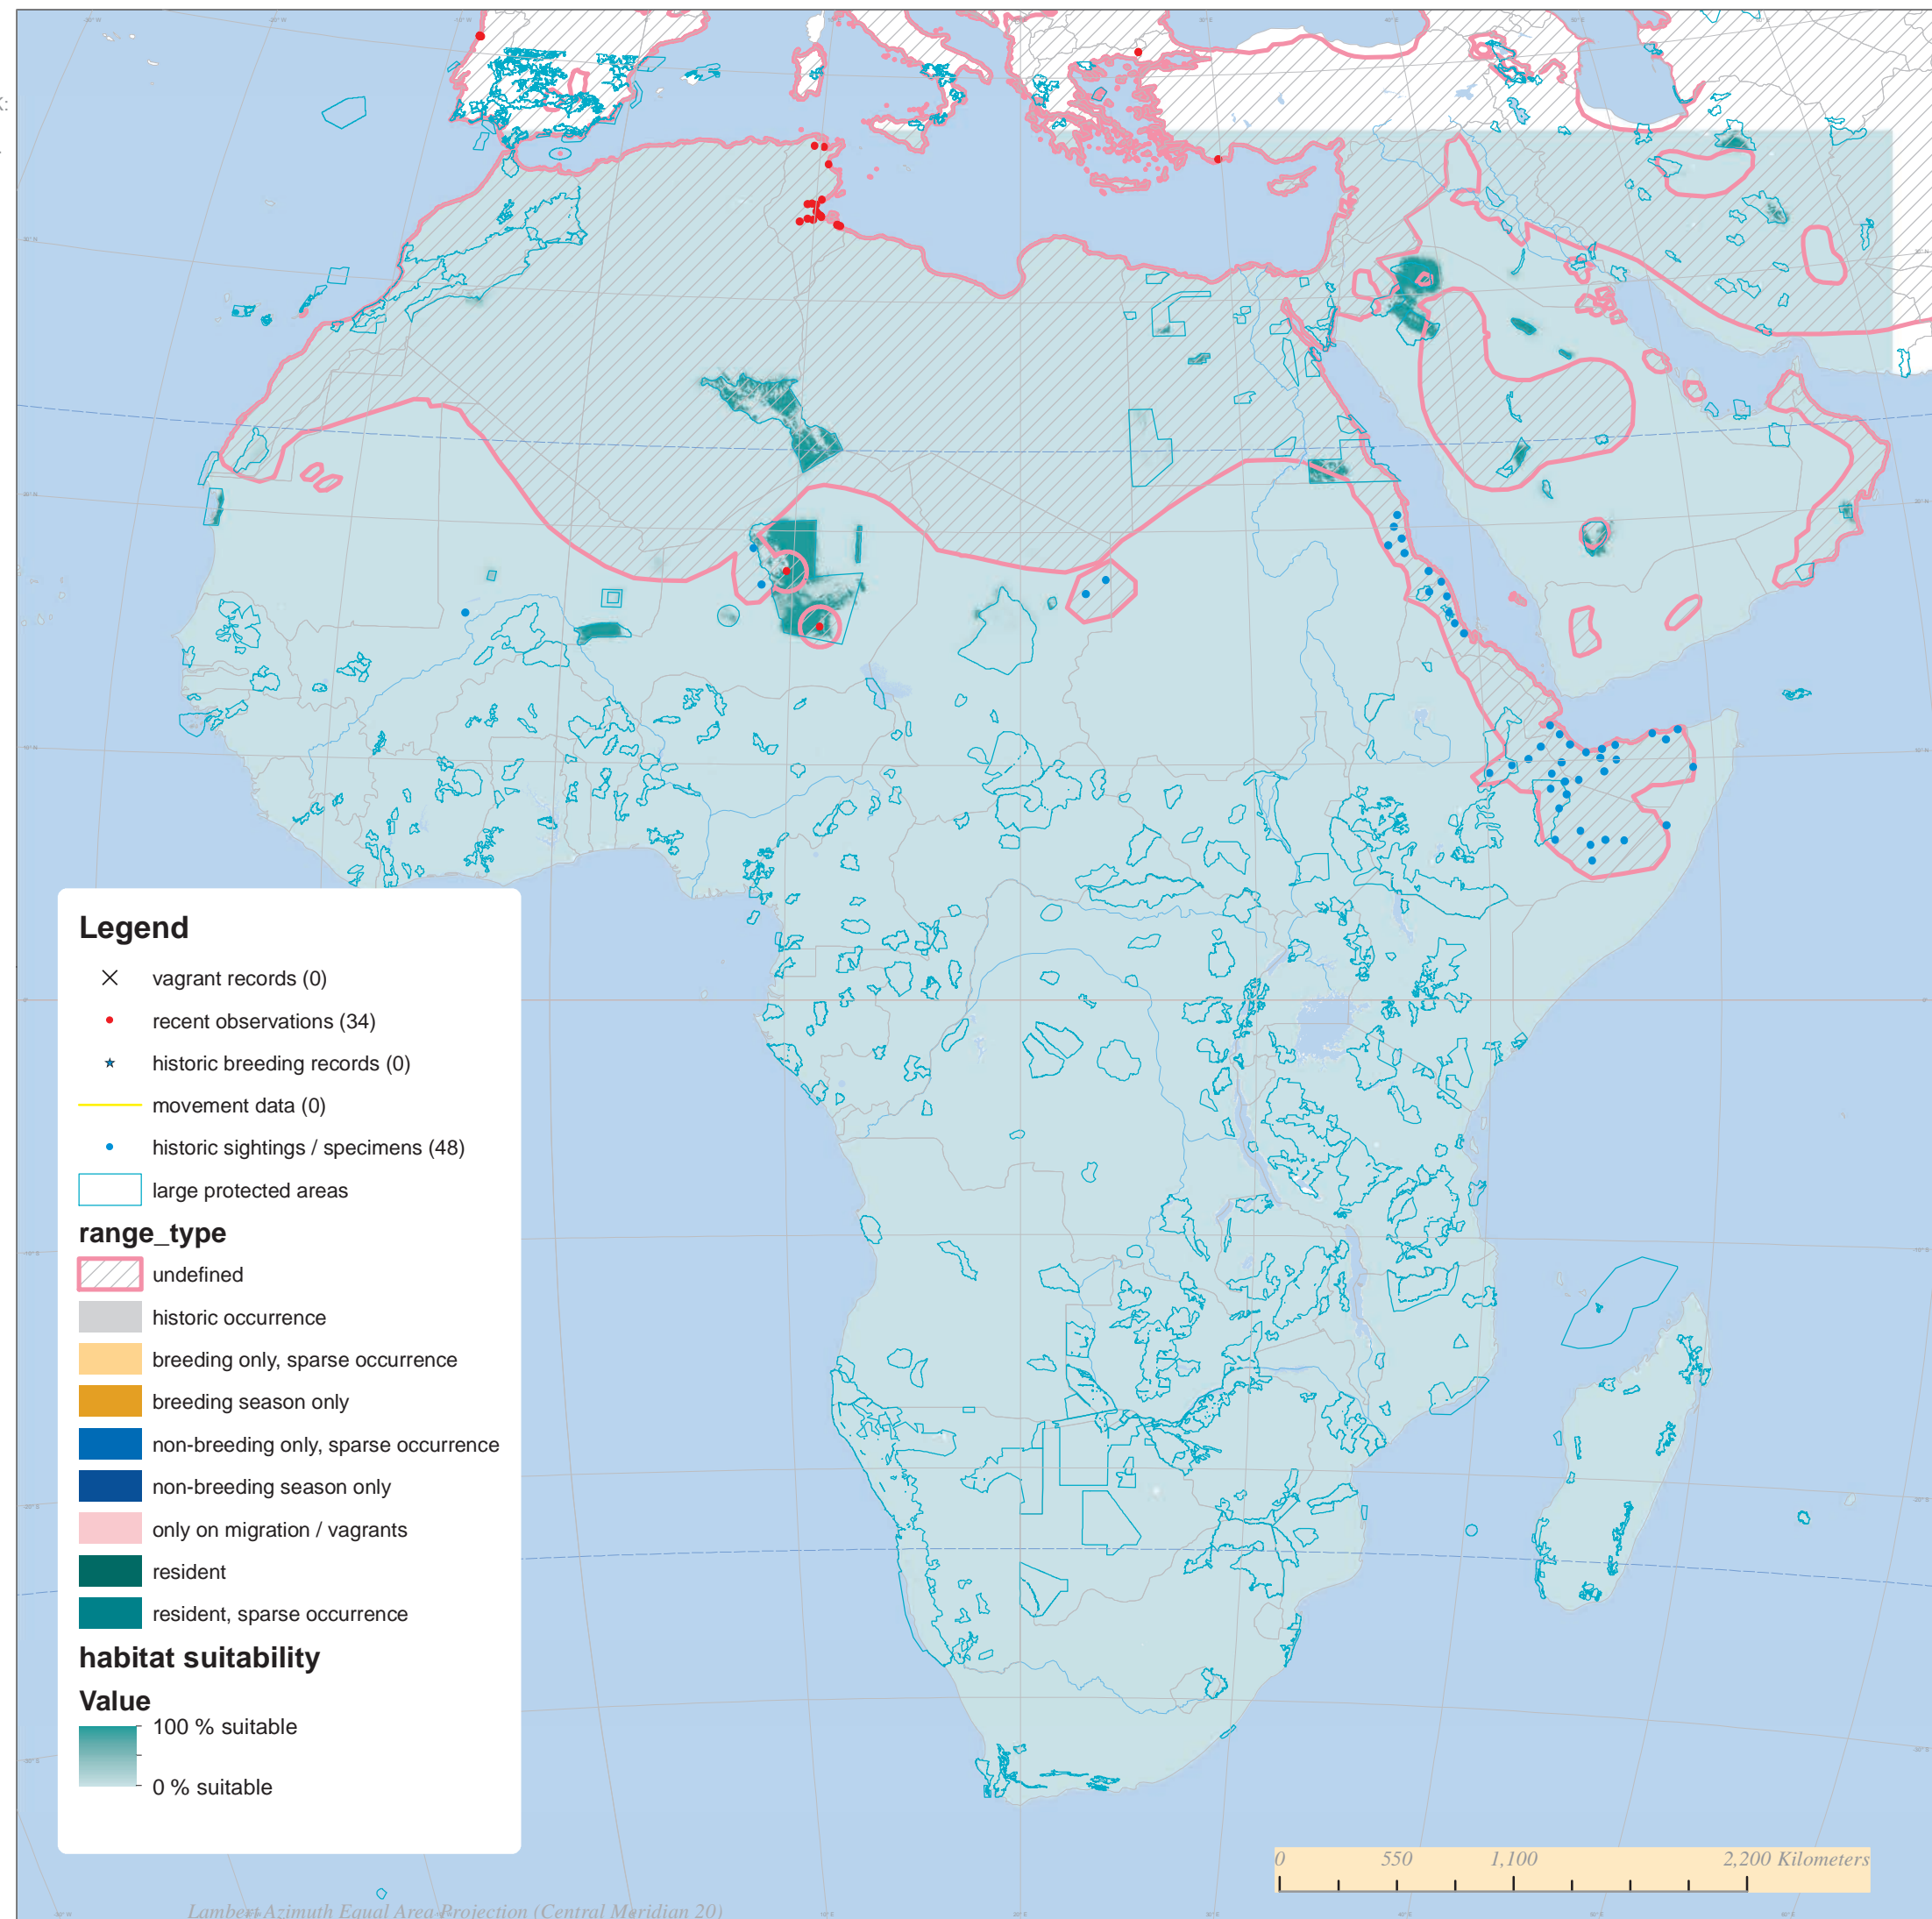 Legend
vagrant records (0)
recent observations (34)
historic breeding records (0)
movement data (0)
historic sightings / specimens (48)
large protected areas
range_type
undefined
historic occurrence
breeding only, sparse occurrence
breeding season only
non-breeding only, sparse occurrence
non-breeding season only
only on migration / vagrants
resident
resident, sparse occurrence
habitat suitability
Value
100 % suitable
0 % suitable
0 550 1,100 2,200 Kilometers
Lambert Azimuth Equal Area Projection (Central Meridian 20)